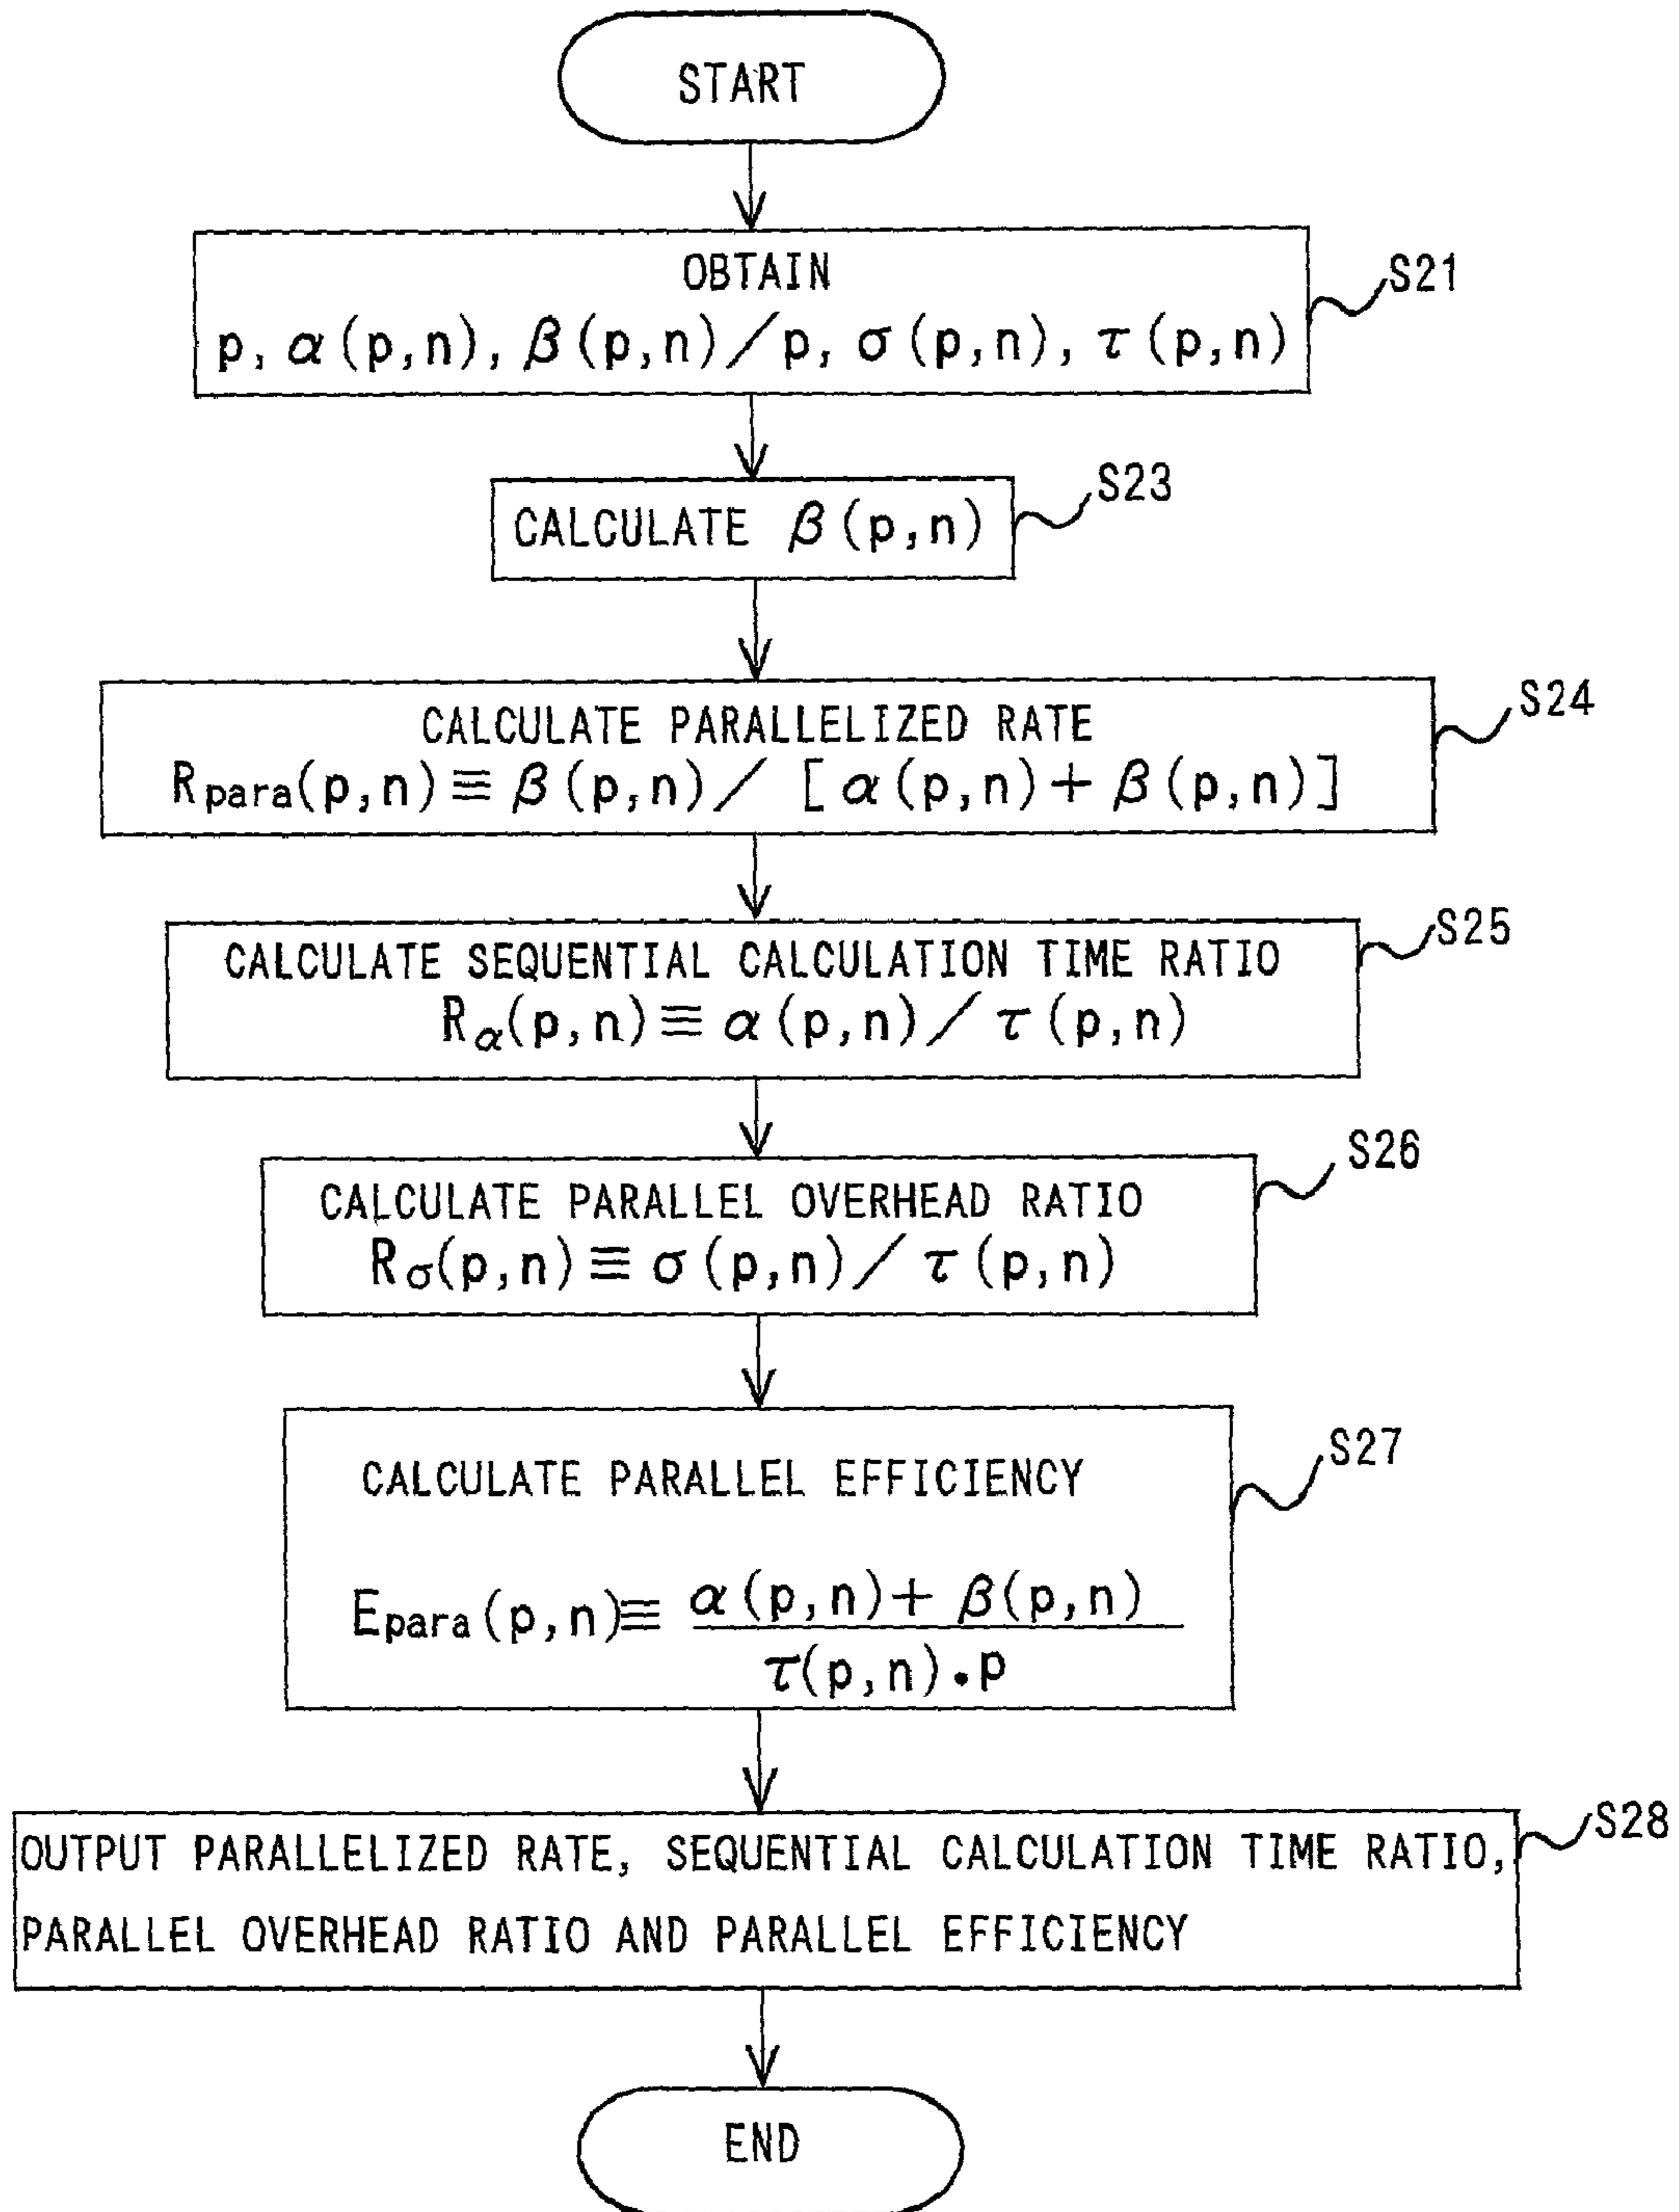 START
OBTAIN
p, α(p,n), β(p,n)/p, σ(p,n), τ(p,n)
S21
CALCULATE β(p,n)
S23
CALCULATE PARALLELIZED RATE
Rpara(p,n)≡β(p,n)/[α(p,n)+β(p,n)]
S24
CALCULATE SEQUENTIAL CALCULATION TIME RATIO
Rα(p,n)≡α(p,n)/τ(p,n)
S25
CALCULATE PARALLEL OVERHEAD RATIO
Rσ(p,n)≡σ(p,n)/τ(p,n)
S26
CALCULATE PARALLEL EFFICIENCY
S27
α(p,n)+β(p,n)
Epara(p,n)≡
τ(p,n)・p
OUTPUT PARALLELIZED RATE, SEQUENTIAL CALCULATION TIME RATIO,
PARALLEL OVERHEAD RATIO AND PARALLEL EFFICIENCY
S28
END